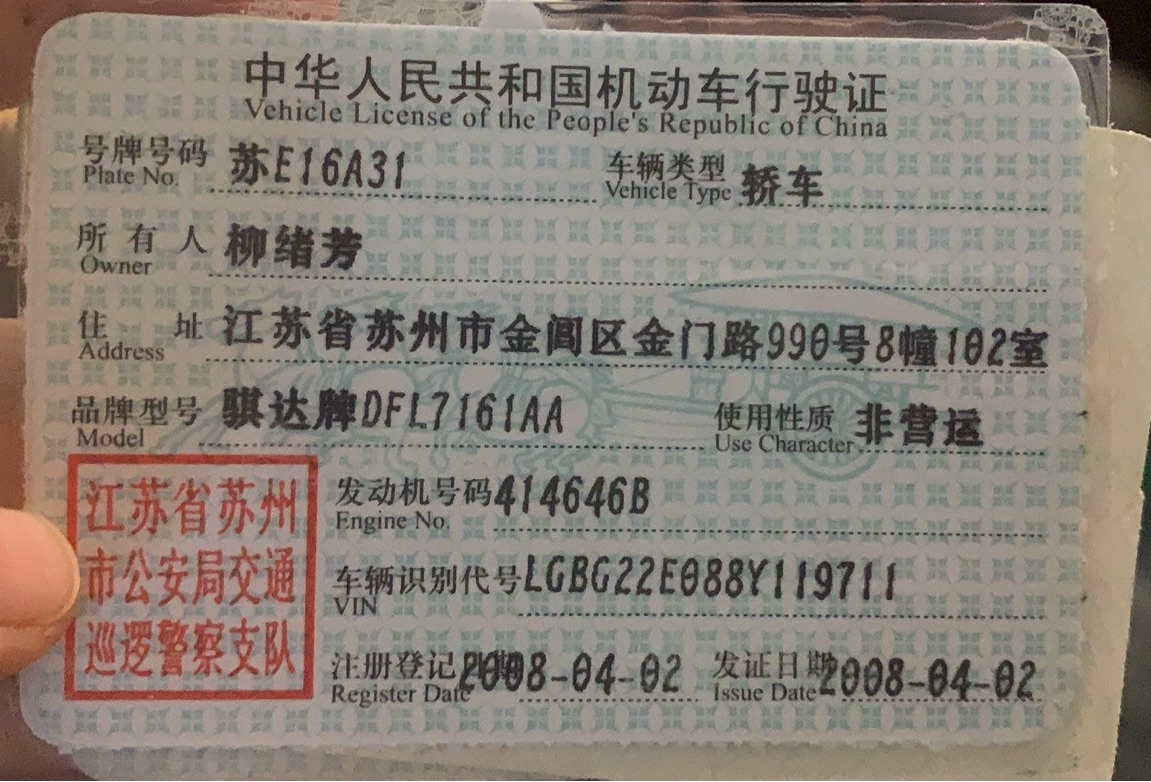 中华人民共和国机动车行驶证
Vehicle License of the People's Republic of China
号牌号码 苏E16A31 车辆类型 轿车
Plate No. Vehicle Type
所有人 柳绪芳
Owner
住址 江苏省苏州市金阊区金门路990号8幢102室
Address
品牌型号 骐达牌DFL7161AA 使用性质 非营运
Model Use Character
江苏省苏州
市公安局交通
巡逻警察支队
发动机号码 414646B
Engine No.
车辆识别代号 LGBG22E088Y119711
VIN
注册登记日期 2008-04-02 发证日期 2008-04-02
Register Date Issue Date